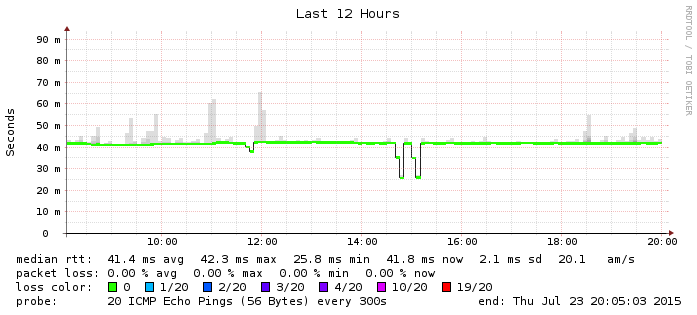 Last 12 Hours
RRDTOOL / TOBI OETIKER
Seconds
90 m
80 m
70 m
60 m
50 m
40 m
30 m
20 m
10 m
0
10:00 12:00 14:00 16:00 18:00 20:00
median rtt: 41.4 ms avg 42.3 ms max 25.8 ms min 41.8 ms now 2.1 ms sd 20.1 am/s
packet loss: 0.00 % avg 0.00 % max 0.00 % min 0.00 % now
loss color: 0 1/20 2/20 3/20 4/20 10/20 19/20
probe: 20 ICMP Echo Pings (56 Bytes) every 300s end: Thu Jul 23 20:05:03 2015